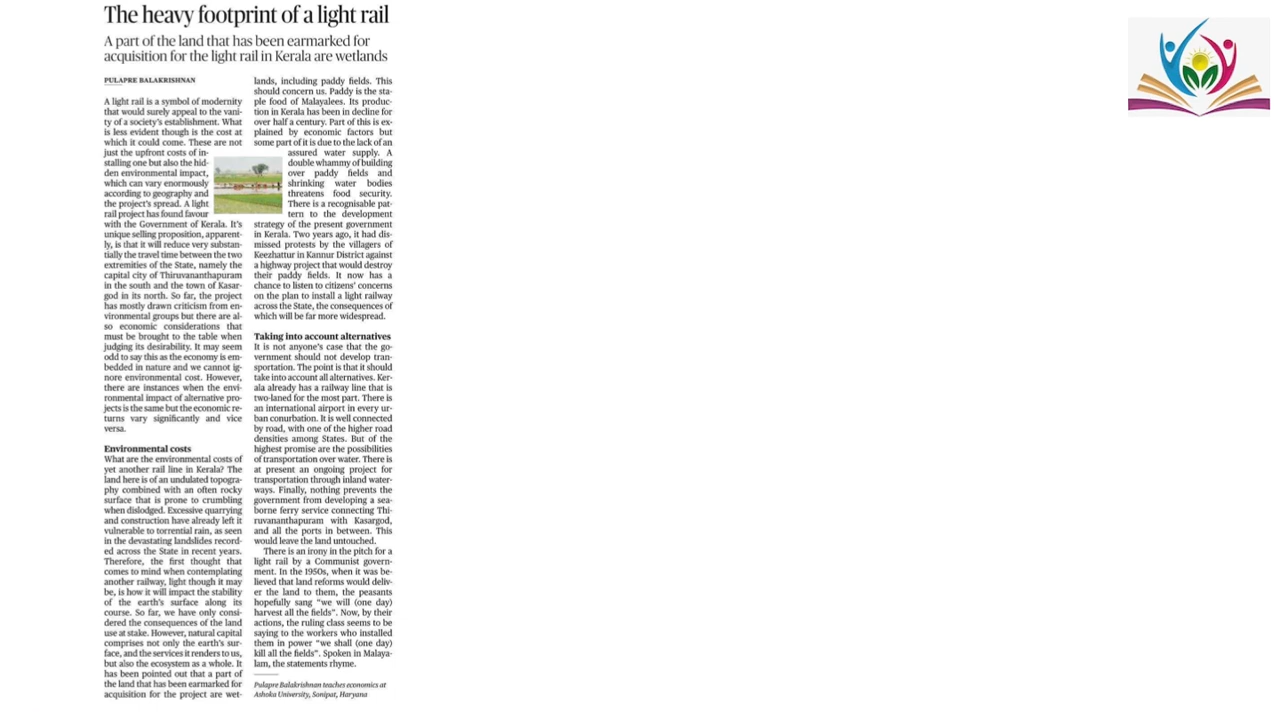 The heavy footprint of a light rail
A part of the land that has been earmarked for
acquisition for the light rail in Kerala are wetlands
PULAPRE BALAKRISHNAN
A light rail is a symbol of modernity
that would surely appeal to the vani-
ty of a society's establishment. What
is less evident though is the cost at
which it could come. These are not
just the upfront costs of in-
stalling one but also the hid-
den environmental impact,
which can vary enormously
according to geography and
the project's spread. A light
rail project has found favour
with the Government of Kerala. It's
unique selling proposition, apparent-
ly, is that it will reduce very substan-
tially the travel time between the two
extremities of the State, namely the
capital city of Thiruvananthapuram
in the south and the town of Kasar-
god in its north. So far, the project
has mostly drawn criticism from en-
vironmental groups but there are al-
so economic considerations that
must be brought to the table when
judging its desirability. It may seem
odd to say this as the economy is em-
bedded in nature and we cannot ig-
nore environmental cost. However,
there are instances when the envi-
ronmental impact of alternative pro-
jects is the same but the economic re-
turns vary significantly and vice
versa.
Environmental costs
What are the environmental costs of
yet another rail line in Kerala? The
land here is of an undulated topogra-
phy combined with an often rocky
surface that is prone to crumbling
when dislodged. Excessive quarrying
and construction have already left it
vulnerable to torrential rain, as seen
in the devastating landslides record-
ed across the State in recent years.
Therefore, the first thought that
comes to mind when contemplating
another railway, light though it may
be, is how it will impact the stability
of the earth's surface along its
course. So far, we have only consi-
dered the consequences of the land
use at stake. However, natural capital
comprises not only the earth's sur-
face, and the services it renders to us,
but also the ecosystem as a whole. It
has been pointed out that a part of
the land that has been earmarked for
acquisition for the project are wet-
lands, including paddy fields. This
should concern us. Paddy is the sta-
ple food of Malayalees. Its produc-
tion in Kerala has been in decline for
over half a century. Part of this is ex-
plained by economic factors but
some part of it is due to the lack of an
assured water supply. A
double whammy of building
over paddy fields and
shrinking water bodies
threatens food security.
There is a recognisable pat-
tern to the development
strategy of the present government
in Kerala. Two years ago, it had dis-
missed protests by the villagers of
Keezhattur in Kannur District against
a highway project that would destroy
their paddy fields. It now has a
chance to listen to citizens' concerns
on the plan to install a light railway
across the State, the consequences of
which will be far more widespread.
Taking into account alternatives
It is not anyone's case that the go-
vernment should not develop tran-
sportation. The point is that it should
take into account all alternatives. Ker-
ala already has a railway line that is
two-laned for the most part. There is
an international airport in every ur-
ban conurbation. It is well connected
by road, with one of the higher road
densities among States. But of the
highest promise are the possibilities
of transportation over water. There is
at present an ongoing project for
transportation through inland water-
ways. Finally, nothing prevents the
government from developing a sea-
borne ferry service connecting Thi-
ruvananthapuram with Kasargod,
and all the ports in between. This
would leave the land untouched.
There is an irony in the pitch for a
light rail by a Communist govern-
ment. In the 1950s, when it was be-
lieved that land reforms would deliv-
er the land to them, the peasants
hopefully sang "we will (one day)
harvest all the fields". Now, by their
actions, the ruling class seems to be
saying to the workers who installed
them in power "we shall (one day)
kill all the fields". Spoken in Malaya-
lam, the statements rhyme.
Pulapre Balakrishnan teaches economics at
Ashoka University, Sonipat, Haryana